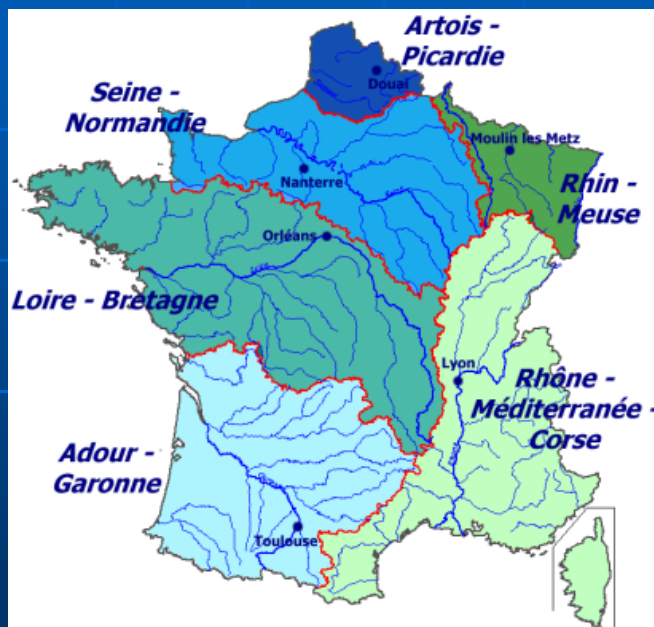 Artois -
Picardie
Douai
Seine -
Normandie
Moulin les Metz
Nanterre
Rhin -
Meuse
Orléans
Loire - Bretagne
Lyon
Rhône -
Méditerranée -
Corse
Adour -
Garonne
Toulouse